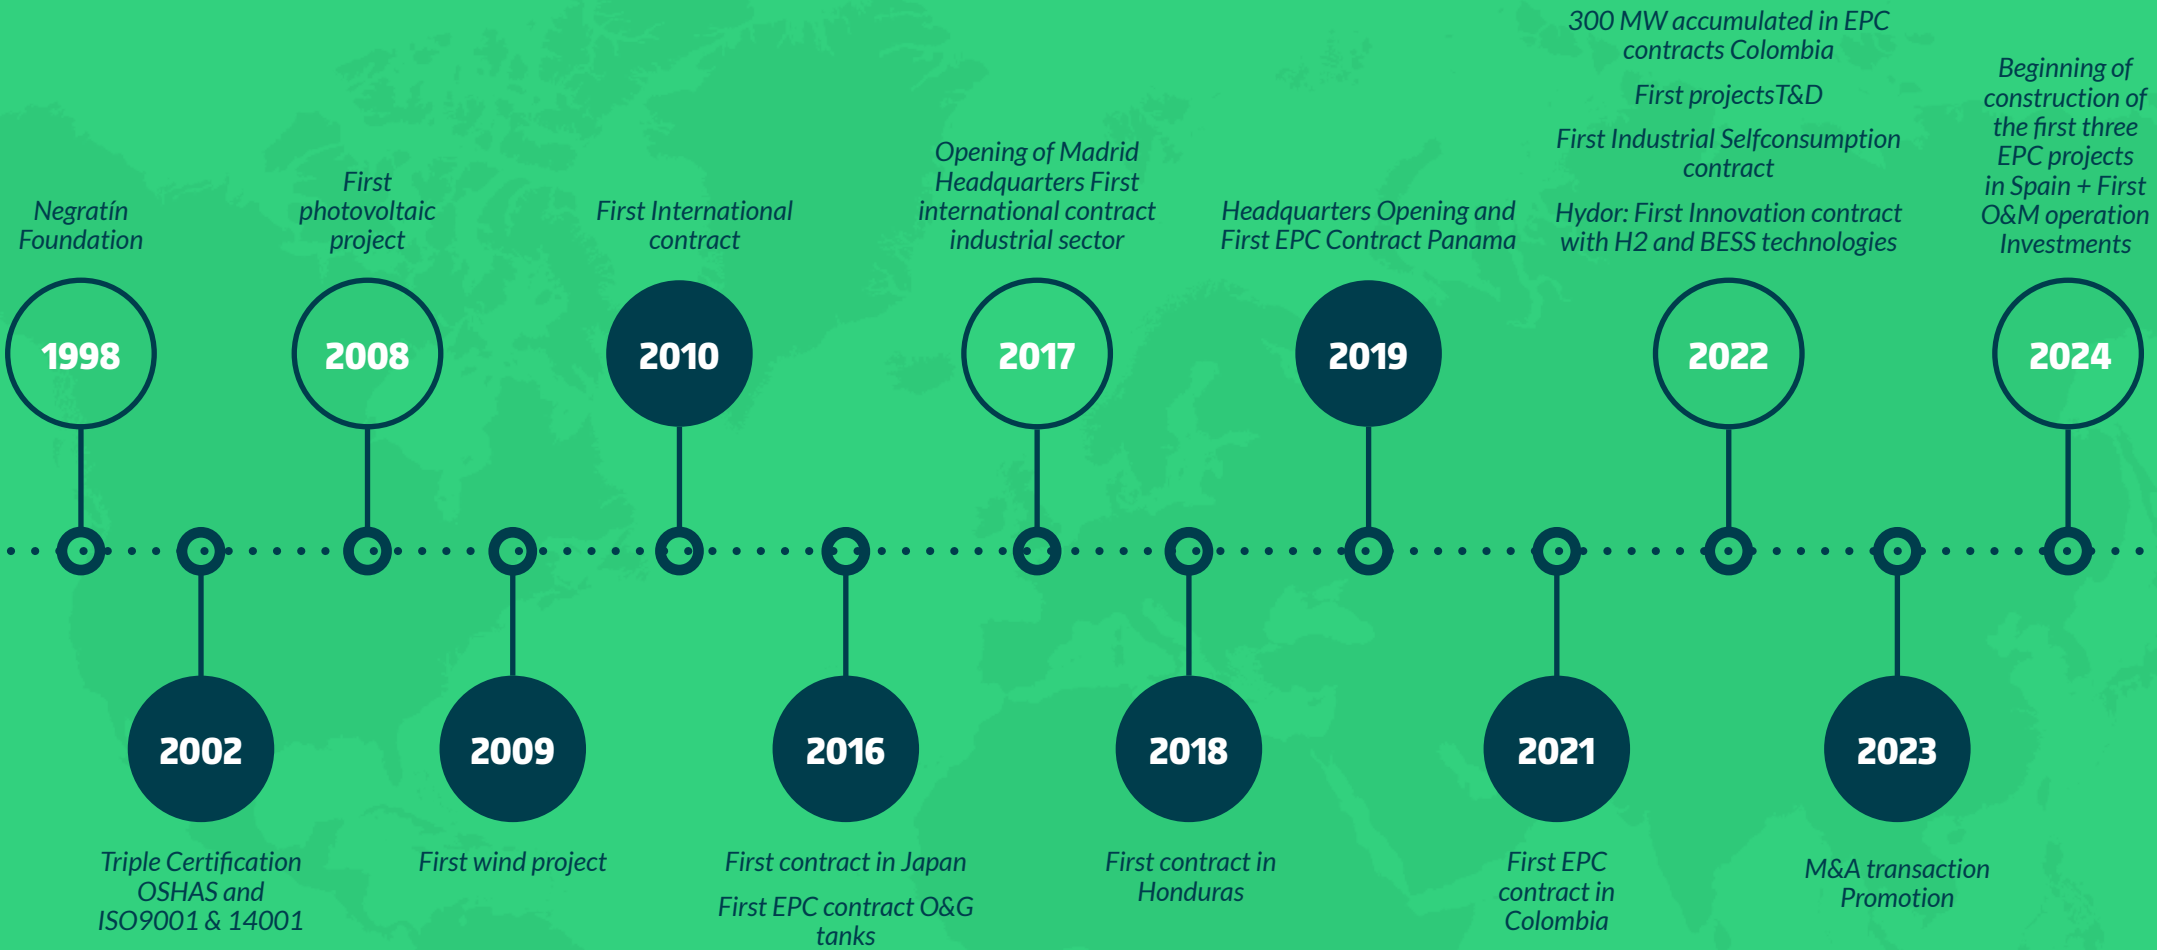 Negratín
Foundation
1998
Triple Certification
OSHAS and
ISO9001 & 14001
2002
First
photovoltaic
project
2008
First wind project
2009
First International
contract
2010
First contract in Japan
First EPC contract O&G
tanks
2016
Opening of Madrid
Headquarters First
international contract
industrial sector
2017
First contract in
Honduras
2018
Headquarters Opening and
First EPC Contract Panama
2019
First EPC
contract in
Colombia
2021
300 MW accumulated in EPC
contracts Colombia
First projectsT&D
First Industrial Selfconsumption
contract
Hydor: First Innovation contract
with H2 and BESS technologies
2022
M&A transaction
Promotion
2023
Beginning of
construction of
the first three
EPC projects
in Spain + First
O&M operation
Investments
2024